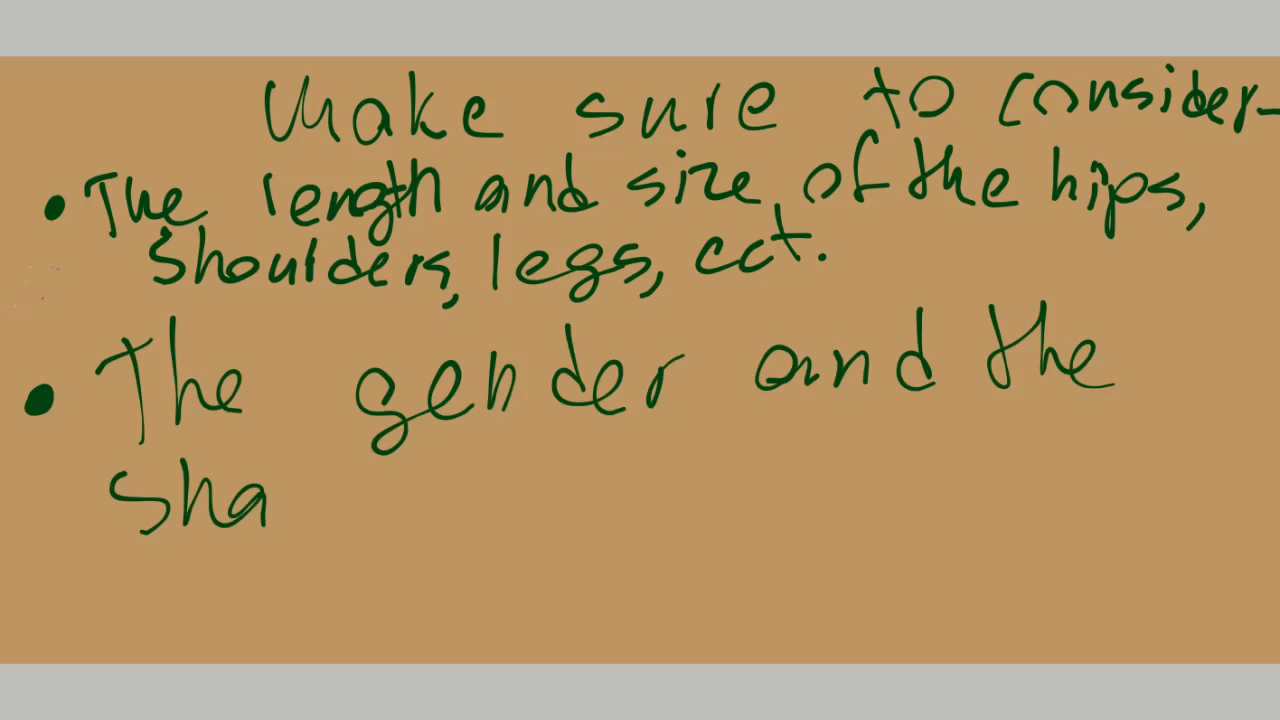 Make sure to consider-
• The length and size of the hips,
shoulders, legs, ect.
• The gender and the
sha